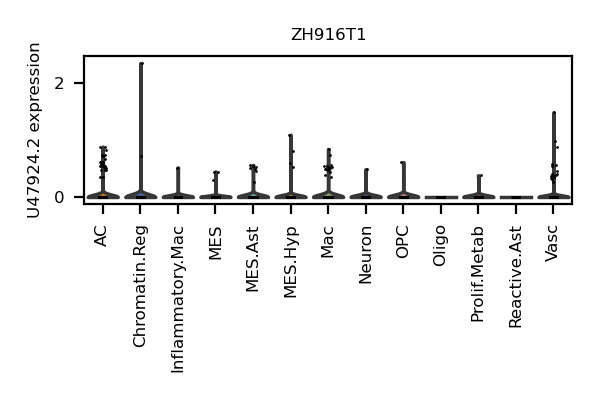 ZH916T1
U47924.2 expression
2
0
AC
Chromatin.Reg
Inflammatory.Mac
MES
MES.Ast
MES.Hyp
Mac
Neuron
OPC
Oligo
Prolif.Metab
Reactive.Ast
Vasc